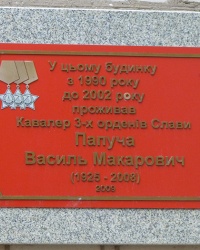 У цьому будинку
з 1980 року
до 2002 року
проживав
Кавалер 3-х орденів Слави
Папуча
Василь Макарович
(1925 - 2008)
2009